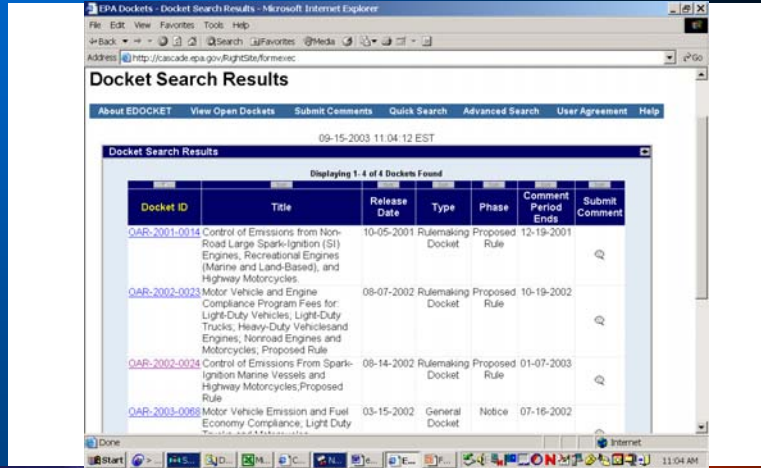 EPA Dockets - Docket Search Results - Microsoft Internet Explorer
File Edit View Favorites Tools Help
Back Search Favorites Media
Address http://cascade.epa.gov/RightSite/formexec Go
Docket Search Results
About EDOCKET View Open Dockets Submit Comments Quick Search Advanced Search User Agreement Help
09-15-2003 11:04:12 EST
Docket Search Results
Displaying 1- 4 of 4 Dockets Found
Docket ID Title Release Date Type Phase Comment Period Ends Submit Comment
OAR-2001-0014 Control of Emissions from Non- 10-05-2001 Rulemaking Proposed 12-19-2001
Road Large Spark-Ignition (SI) Docket Rule
Engines, Recreational Engines
(Marine and Land-Based), and
Highway Motorcycles.
OAR-2002-0023 Motor Vehicle and Engine 08-07-2002 Rulemaking Proposed 10-19-2002
Compliance Program Fees for: Docket Rule
Light-Duty Vehicles; Light-Duty
Trucks; Heavy-Duty Vehiclesand
Engines; Nonroad Engines and
Motorcycles; Proposed Rule
OAR-2002-0024 Control of Emissions From Spark- 08-14-2002 Rulemaking Proposed 01-07-2003
Ignition Marine Vessels and Docket Rule
Highway Motorcycles;Proposed
Rule
OAR-2003-0068 Motor Vehicle Emission and Fuel 03-15-2002 General Notice 07-16-2002
Economy Compliance; Light Duty Docket
Done Internet
Start 11:04 AM